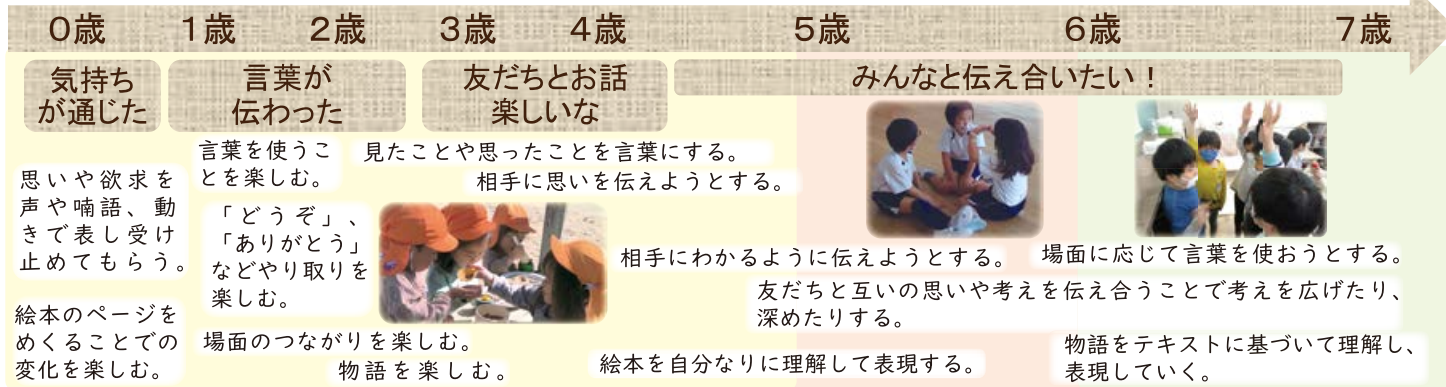 0歳 1歳 2歳 3歳 4歳 5歳 6歳 7歳
気持ち
が通じた
言葉が
伝わった
友だちとお話
楽しいな
みんなと伝え合いたい！
思いや欲求を
声や喃語、動
きで表し受け
止めてもらう。
絵本のページを
めくることでの
変化を楽しむ。
言葉を使うこ
とを楽しむ。
「どうぞ」、
「ありがとう」
などやり取りを
楽しむ。
場面のつながりを楽しむ。
物語を楽しむ。
見たことや思ったことを言葉にする。
相手に思いを伝えようとする。
相手にわかるように伝えようとする。
場面に応じて言葉を使おうとする。
友だちと互いの思いや考えを伝え合うことで考えを広げたり、
深めたりする。
絵本を自分なりに理解して表現する。
物語をテキストに基づいて理解し、
表現していく。